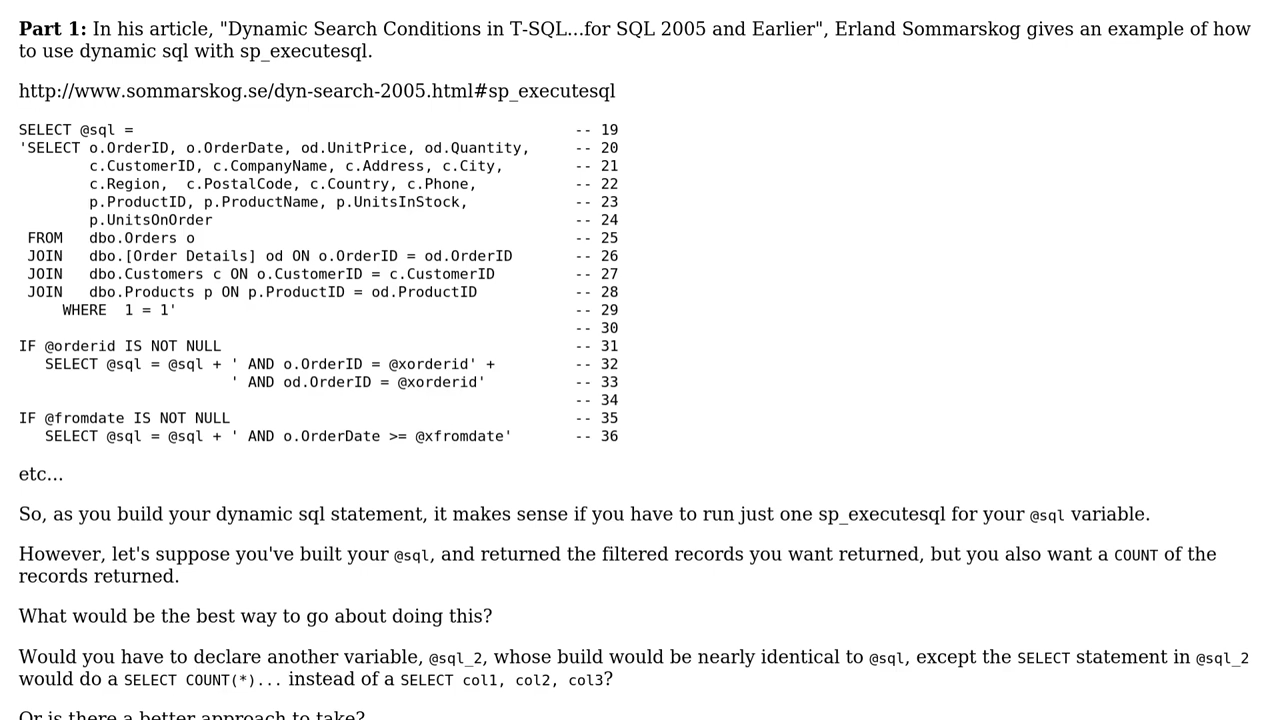 Part 1: In his article, "Dynamic Search Conditions in T-SQL...for SQL 2005 and Earlier", Erland Sommarskog gives an example of how
to use dynamic sql with sp_executesql.
http://www.sommarskog.se/dyn-search-2005.html#sp_executesql
SELECT @sql =                                                  -- 19
'SELECT o.OrderID, o.OrderDate, od.UnitPrice, od.Quantity,     -- 20
        c.CustomerID, c.CompanyName, c.Address, c.City,        -- 21
        c.Region,  c.PostalCode, c.Country, c.Phone,           -- 22
        p.ProductID, p.ProductName, p.UnitsInStock,            -- 23
        p.UnitsOnOrder                                         -- 24
 FROM   dbo.Orders o                                           -- 25
 JOIN   dbo.[Order Details] od ON o.OrderID = od.OrderID       -- 26
 JOIN   dbo.Customers c ON o.CustomerID = c.CustomerID         -- 27
 JOIN   dbo.Products p ON p.ProductID = od.ProductID           -- 28
     WHERE  1 = 1'                                             -- 29
                                                               -- 30
IF @orderid IS NOT NULL                                        -- 31
   SELECT @sql = @sql + ' AND o.OrderID = @xorderid' +         -- 32
                        ' AND od.OrderID = @xorderid'          -- 33
                                                               -- 34
IF @fromdate IS NOT NULL                                       -- 35
   SELECT @sql = @sql + ' AND o.OrderDate >= @xfromdate'       -- 36
etc...
So, as you build your dynamic sql statement, it makes sense if you have to run just one sp_executesql for your @sql variable.
However, let's suppose you've built your @sql, and returned the filtered records you want returned, but you also want a COUNT of the
records returned.
What would be the best way to go about doing this?
Would you have to declare another variable, @sql_2, whose build would be nearly identical to @sql, except the SELECT statement in @sql_2
would do a SELECT COUNT(*)... instead of a SELECT col1, col2, col3?
Or is there a better approach to take?